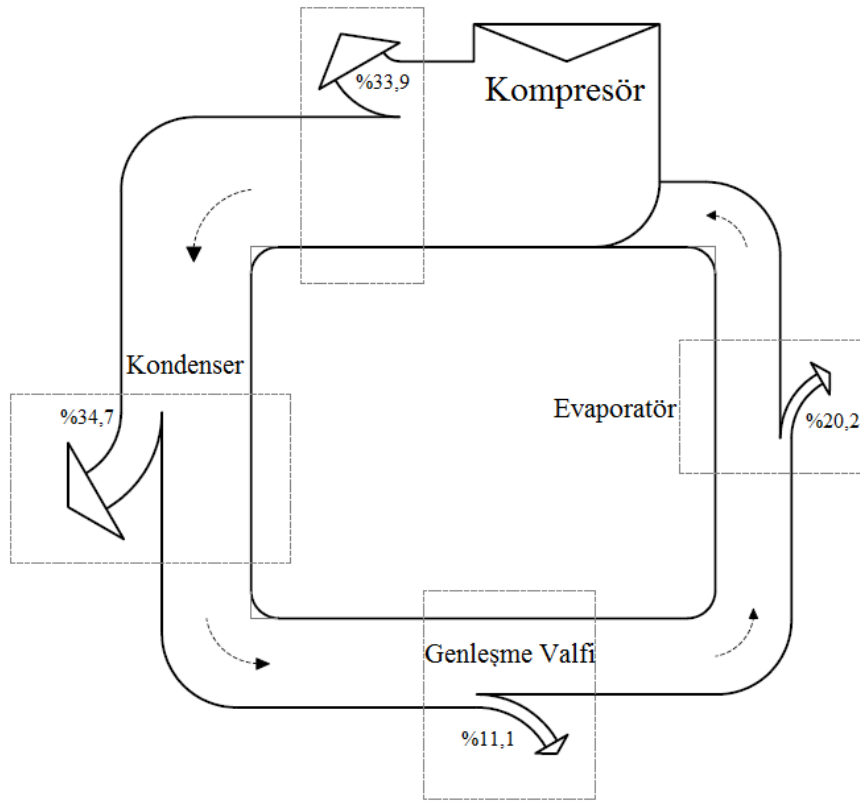 %33,9
Kompresör
Kondenser
%34,7
Evaporatör
%20,2
Genleşme Valfi
%11,1